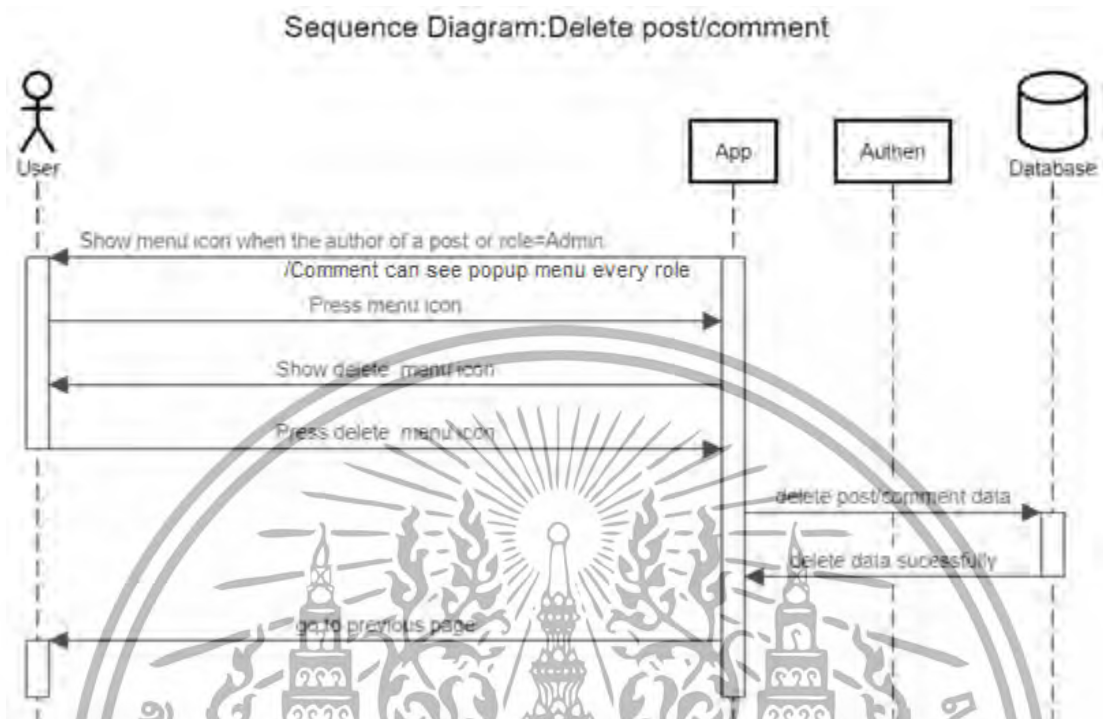 Sequence Diagram:Delete post/comment
User
App
Authen
Database
Show menu icon when the author of a post or role=Admin
/Comment can see popup menu every role
Press menu icon
Show delete menu icon
Press delete menu icon
delete post/comment data
delete data sucessfully
go to previous page